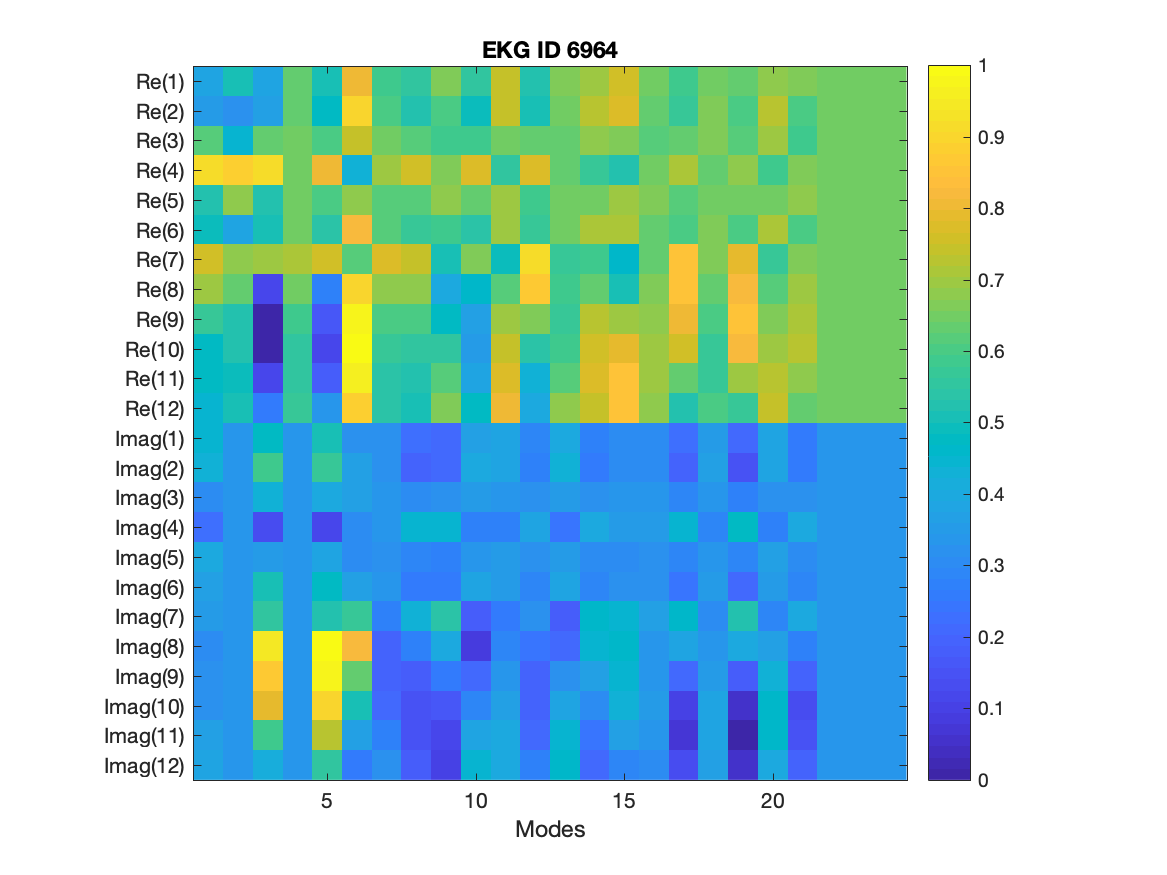 EKG ID 6964
Re(1)
Re(2)
Re(3)
Re(4)
Re(5)
Re(6)
Re(7)
Re(8)
Re(9)
Re(10)
Re(11)
Re(12)
Imag(1)
Imag(2)
Imag(3)
Imag(4)
Imag(5)
Imag(6)
Imag(7)
Imag(8)
Imag(9)
Imag(10)
Imag(11)
Imag(12)
5 10 15 20
Modes
1
0.9
0.8
0.7
0.6
0.5
0.4
0.3
0.2
0.1
0